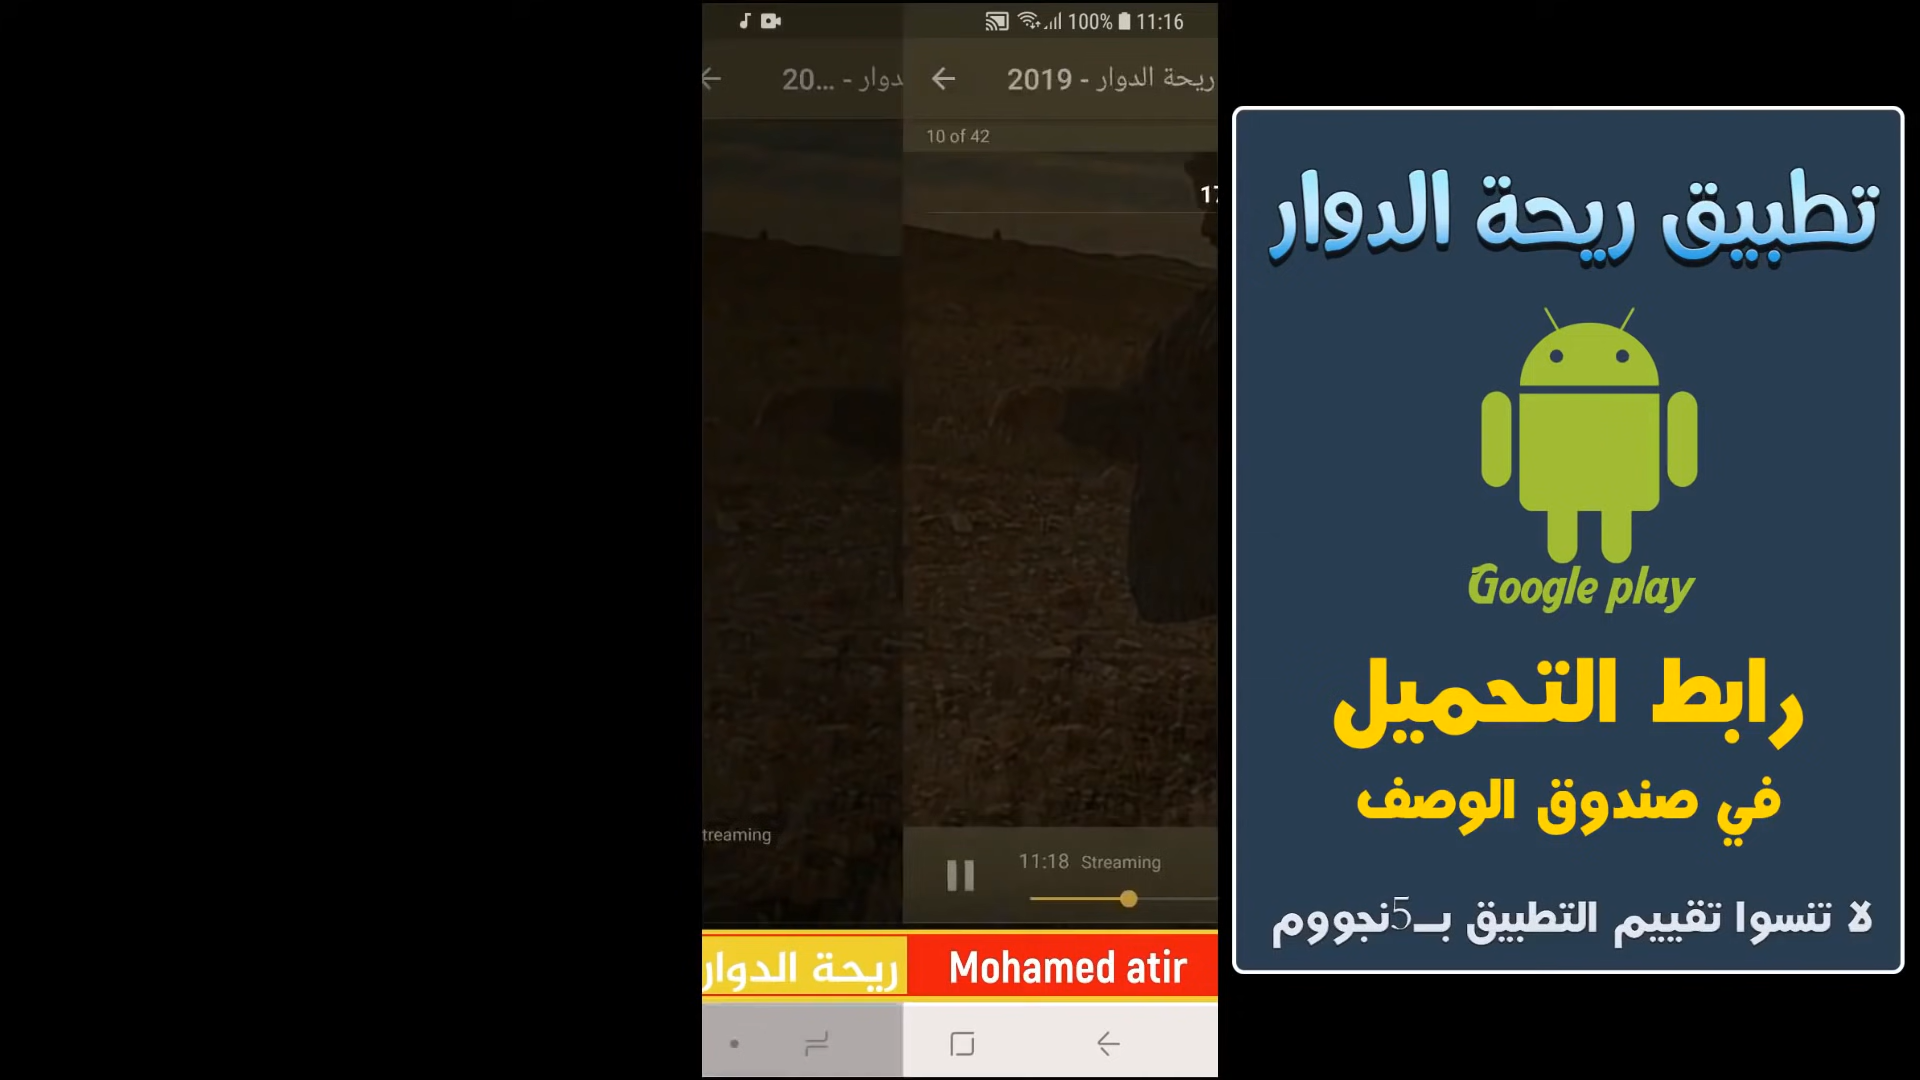 100% 11:16
ريحة الدوار - 2019
دوار - ...20
10 of 42
17
treaming
11:18 Streaming
ريحة الدوار
Mohamed atir
تطبيق ريحة الدوار
Google play
رابط التحميل
في صندوق الوصف
لا تنسوا تقييم التطبيق بـ5نجووم